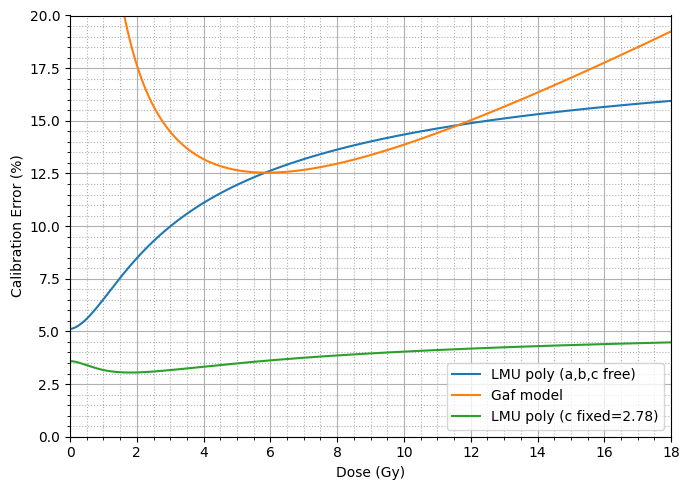 20.0
17.5
15.0
12.5
10.0
7.5
5.0
2.5
0.0
Calibration Error (%)
LMU poly (a,b,c free)
Gaf model
LMU poly (c fixed=2.78)
0 2 4 6 8 10 12 14 16 18
Dose (Gy)